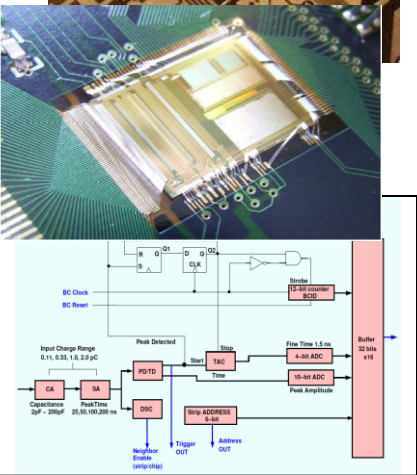 R Q Q1 D Q Q2
S CLK
BC Clock
BC Reset
Strobe
12-bit counter
BCID
Peak Detected
Stop
Input Charge Range
0.11, 0.33, 1.0, 2.0 pC
Start
TAC
Fine Time 1.5 ns
4-bit ADC
Buffer
32 bits
x16
PD/TD
Time
10-bit ADC
Peak Amplitude
CA
SA
Capacitance
2pF - 200pF
PeakTime
25,50,100,200 ns
DSC
Strip ADDRESS
6-bit
Neighbor
Enable
(strip chip)
Trigger
OUT
Address
OUT